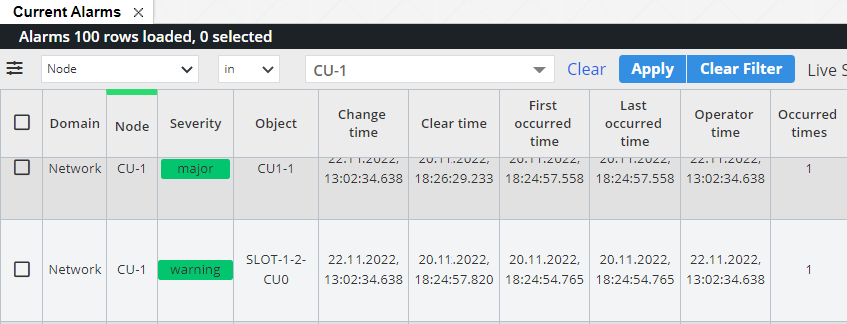 Current Alarms
Alarms 100 rows loaded, 0 selected
Node in CU-1 Clear Apply Clear Filter Live S
Domain Node Severity Object Change time Clear time First occurred time Last occurred time Operator time Occurred times
Network CU-1 major CU1-1 22.11.2022, 13:02:34.638 20.11.2022, 18:26:29.233 20.11.2022, 18:24:57.558 20.11.2022, 18:24:57.558 22.11.2022, 13:02:34.638 1
Network CU-1 warning SLOT-1-2-CU0 22.11.2022, 13:02:34.638 20.11.2022, 18:24:57.820 20.11.2022, 18:24:54.765 20.11.2022, 18:24:54.765 22.11.2022, 13:02:34.638 1